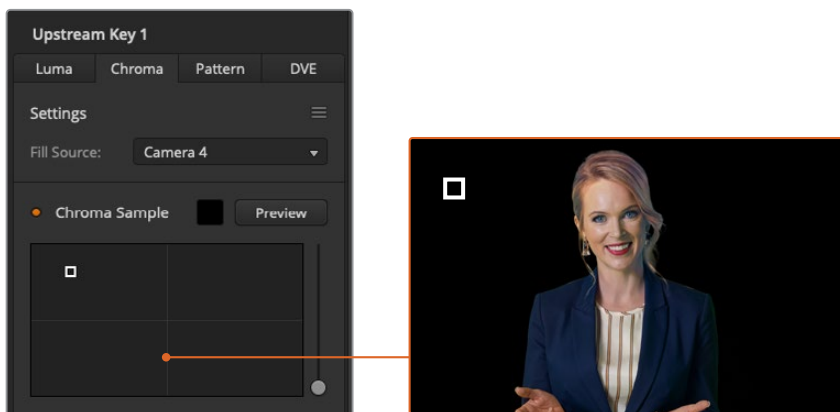 Upstream Key 1
Luma Chroma Pattern DVE
Settings
Fill Source: Camera 4
Chroma Sample Preview